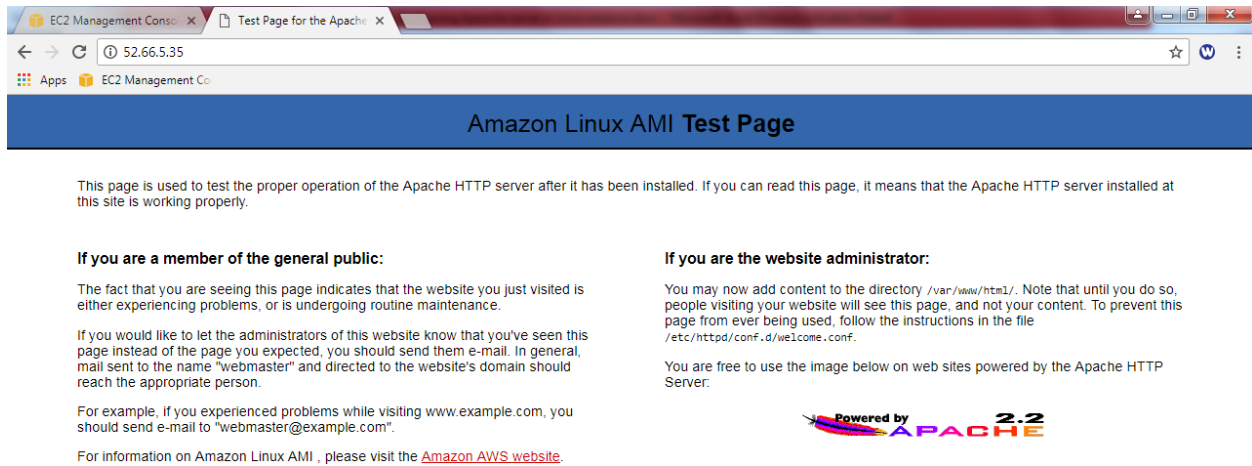 EC2 Management Conso
Test Page for the Apache
52.66.5.35
Apps
EC2 Management Co
Amazon Linux AMI Test Page
This page is used to test the proper operation of the Apache HTTP server after it has been installed. If you can read this page, it means that the Apache HTTP server installed at
this site is working properly.
If you are a member of the general public:
The fact that you are seeing this page indicates that the website you just visited is
either experiencing problems, or is undergoing routine maintenance.
If you would like to let the administrators of this website know that you've seen this
page instead of the page you expected, you should send them e-mail. In general,
mail sent to the name "webmaster" and directed to the website's domain should
reach the appropriate person.
For example, if you experienced problems while visiting www.example.com, you
should send e-mail to "webmaster@example.com".
For information on Amazon Linux AMI , please visit the Amazon AWS website.
If you are the website administrator:
You may now add content to the directory /var/www/html/. Note that until you do so,
people visiting your website will see this page, and not your content. To prevent this
page from ever being used, follow the instructions in the file
/etc/httpd/conf.d/welcome.conf.
You are free to use the image below on web sites powered by the Apache HTTP
Server:
Powered by 2.2
APACHE